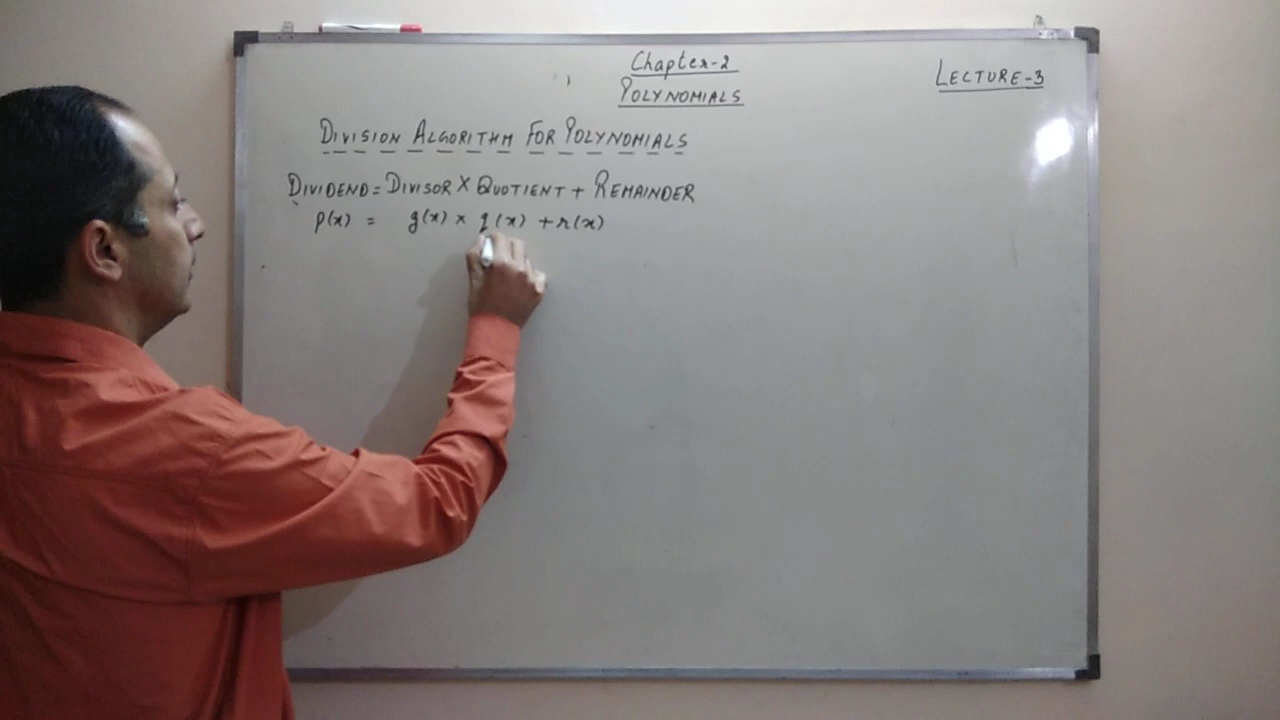 Chapter-2
POLYNOMIALS
LECTURE-3
DIVISION ALGORITHM FOR POLYNOMIALS
DIVIDEND = DIVISOR X QUOTIENT + REMAINDER
p(x) = g(x) × q(x) + r(x)